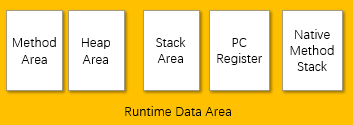 Method
Area
Heap
Area
Stack
Area
PC
Register
Native
Method
Stack
Runtime Data Area